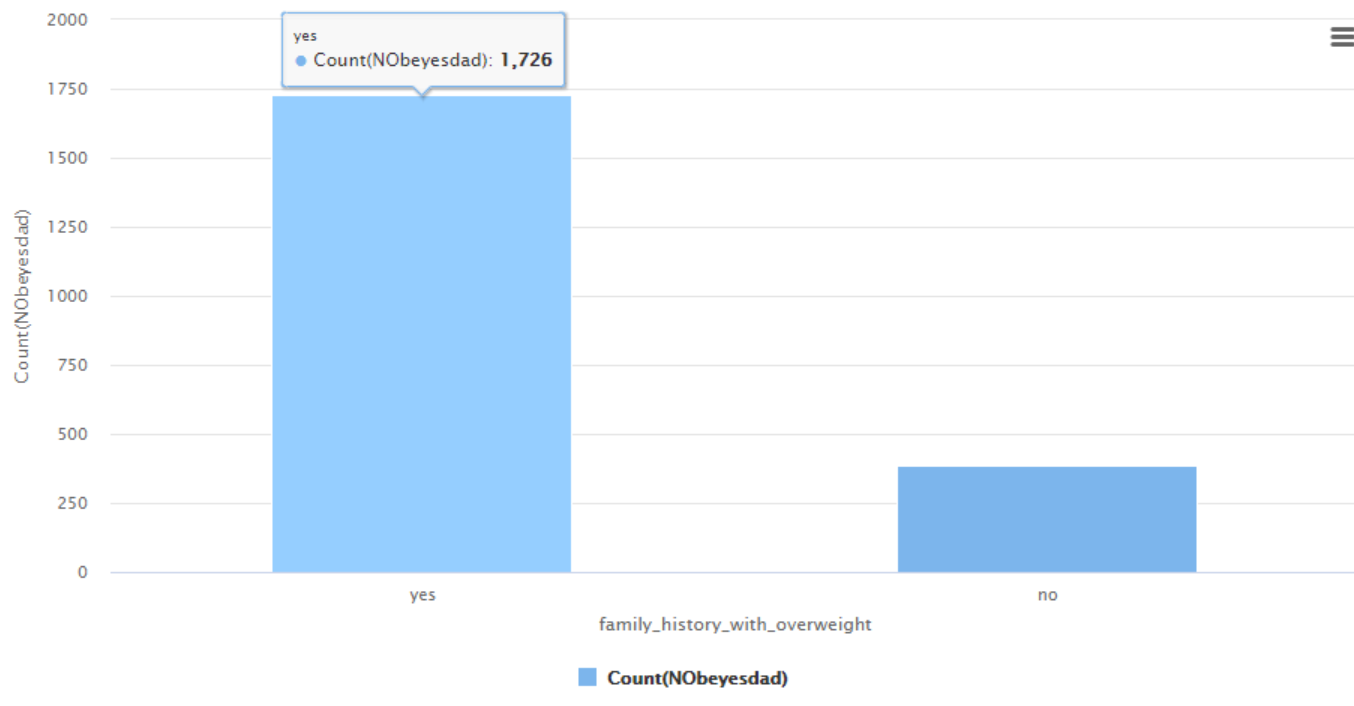 2000
yes
Count(NObeyesdad): 1,726
1750
1500
1250
1000
750
500
250
0
Count(NObeyesdad)
yes
no
family_history_with_overweight
Count(NObeyesdad)